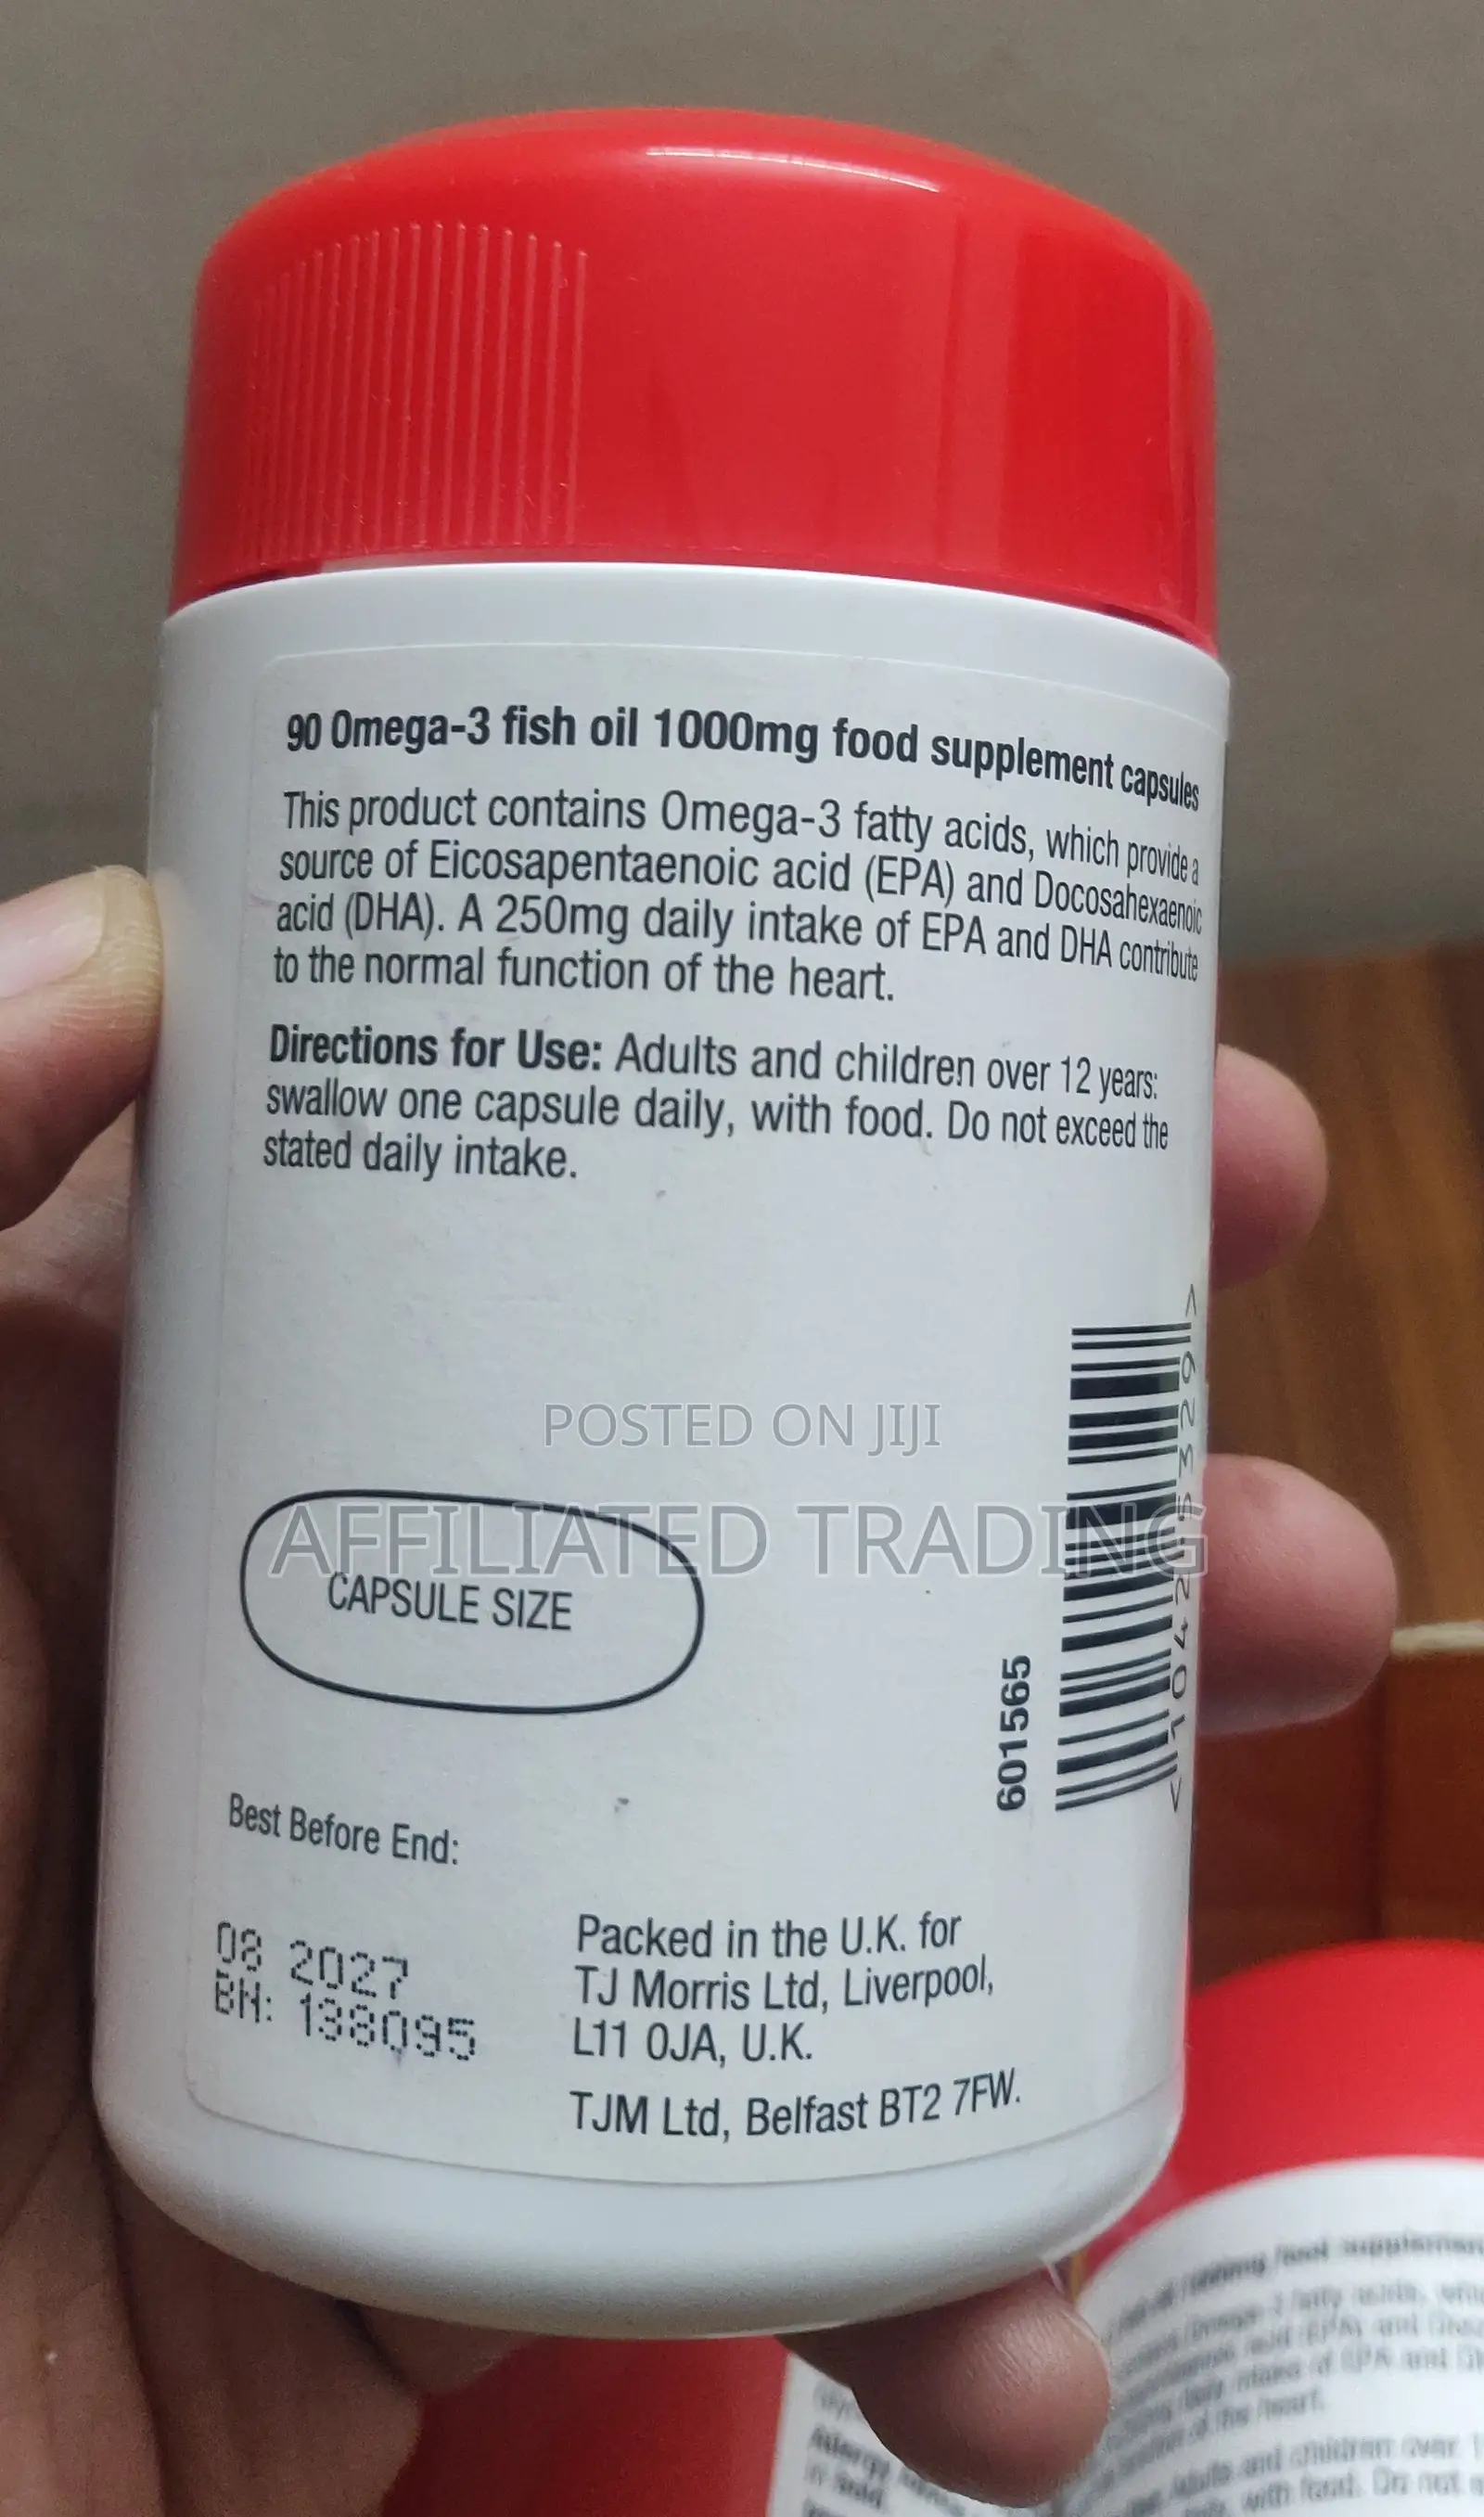 90 Omega-3 fish oil 1000mg food supplement capsules
This product contains Omega-3 fatty acids, which provide a
source of Eicosapentaenoic acid (EPA) and Docosahexaenoic
acid (DHA). A 250mg daily intake of EPA and DHA contribute
to the normal function of the heart.
Directions for Use: Adults and children over 12 years:
swallow one capsule daily, with food. Do not exceed the
stated daily intake.
POSTED ON JIJI
AFFILIATED TRADING
CAPSULE SIZE
601565
Best Before End:
08 2027
BN: 138095
Packed in the U.K. for
TJ Morris Ltd, Liverpool,
L11 0JA, U.K.
TJM Ltd, Belfast BT2 7FW.